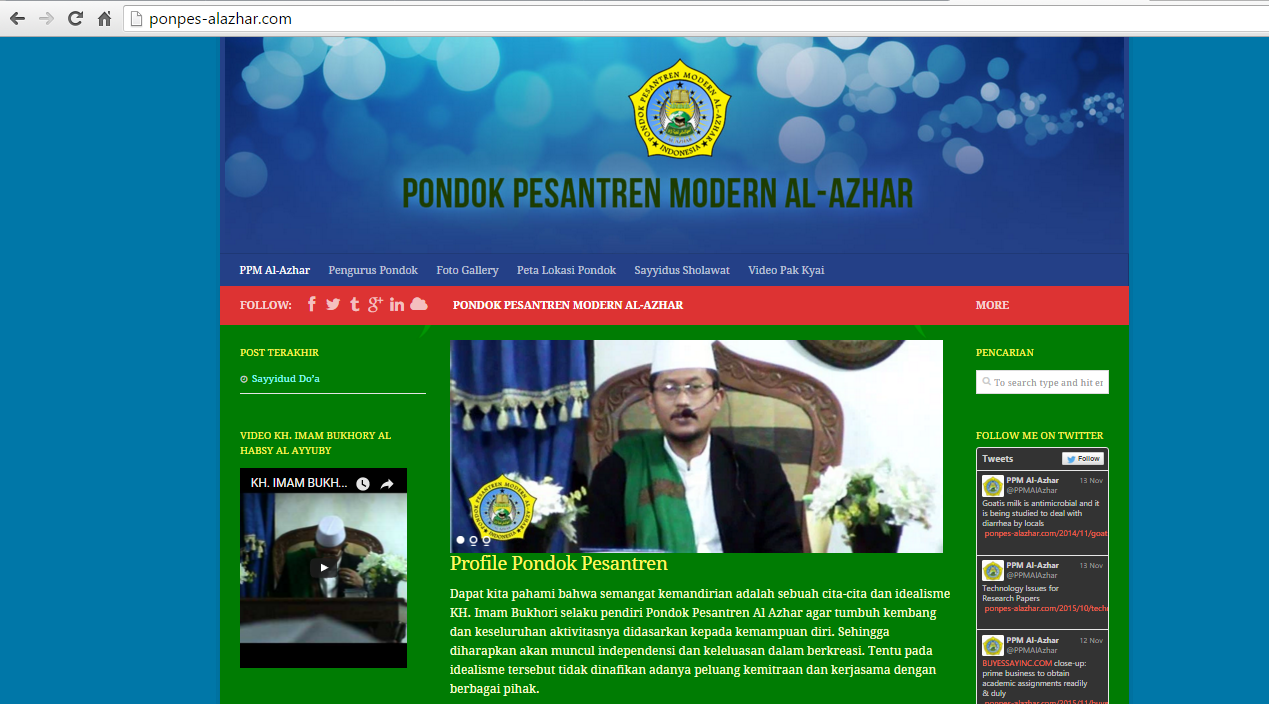 ponpes-alazhar.com
PONDOK PESANTREN MODERN AL-AZHAR
INDONESIA
PONDOK PESANTREN MODERN AL-AZHAR
PPM Al-Azhar Pengurus Pondok Foto Gallery Peta Lokasi Pondok Sayyidus Sholawat Video Pak Kyai
FOLLOW: PONDOK PESANTREN MODERN AL-AZHAR MORE
POST TERAKHIR
Sayyidud Do'a
VIDEO KH. IMAM BUKHORY AL
HABSY AL AYYUBY
KH. IMAM BUKH...
Profile Pondok Pesantren
Dapat kita pahami bahwa semangat kemandirian adalah sebuah cita-cita dan idealisme
KH. Imam Bukhori selaku pendiri Pondok Pesantren Al Azhar agar tumbuh kembang
dan keseluruhan aktivitasnya didasarkan kepada kemampuan diri. Sehingga
diharapkan akan muncul independensi dan keleluasan dalam berkreasi. Tentu pada
idealisme tersebut tidak dinafikan adanya peluang kemitraan dan kerjasama dengan
berbagai pihak.
PENCARIAN
To search type and hit er
FOLLOW ME ON TWITTER
Tweets Follow
PPM Al-Azhar 13 Nov
@PPMAlAzhar
Goatis milk is antimicrobial and it
is being studied to deal with
diarrhea by locals
ponpes-alazhar.com/2014/11/goat
PPM Al-Azhar 13 Nov
@PPMAlAzhar
Technology Issues for
Research Papers
ponpes-alazhar.com/2015/10/tech
PPM Al-Azhar 12 Nov
@PPMAlAzhar
BUYESSAYINC.COM close-up:
prime business to obtain
academic assignments readily
& duly
ponpes-alazhar.com/2015/11/buye